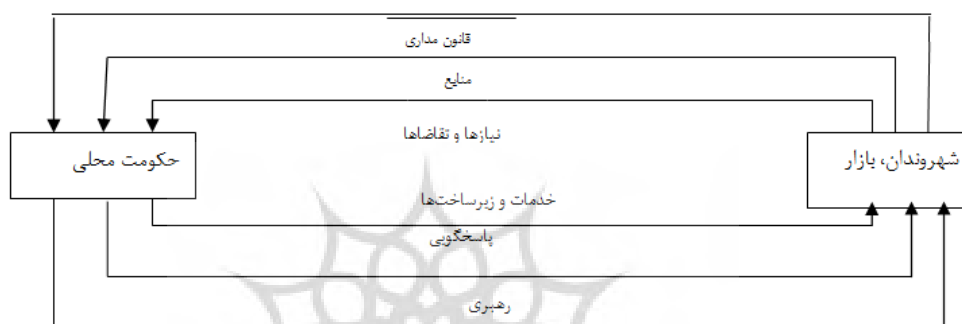 قانون مداری
منابع
نیازها و تقاضاها
حکومت محلی
شهروندان، بازار
خدمات و زیرساخت‌ها
پاسخگویی
رهبری